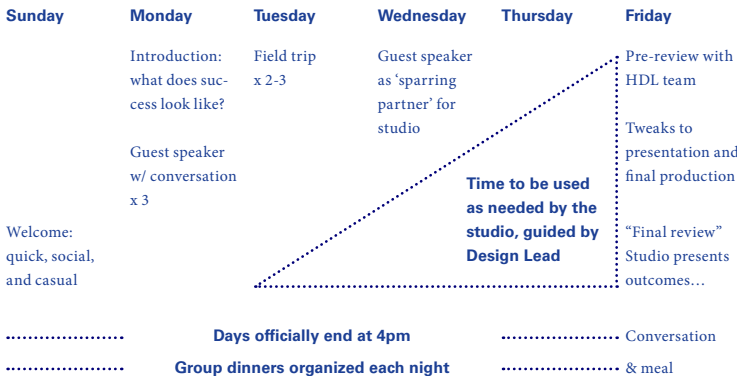 Sunday
Monday
Tuesday
Wednesday
Thursday
Friday
Introduction:
what does suc-
cess look like?
Guest speaker
w/ conversation
x 3
Field trip
x 2-3
Guest speaker
as ‘sparring
partner’ for
studio
Pre-review with
HDL team
Tweaks to
presentation and
final production
Time to be used
as needed by the
studio, guided by
Design Lead
Welcome:
quick, social,
and casual
“Final review”
Studio presents
outcomes…
Days officially end at 4pm
Conversation
Group dinners organized each night
& meal